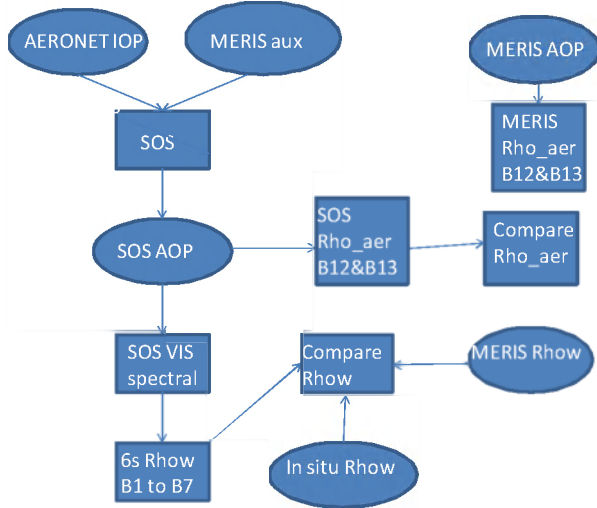 AERONET IOP
MERIS aux
MERIS AOP
SOS
MERIS
Rho_aer
B12&B13
SOS AOP
SOS
Rho_aer
B12&B13
Compare
Rho_aer
SOS VIS
spectral
Compare
Rhow
MERIS Rhow
6s Rhow
B1 to B7
In situ Rhow